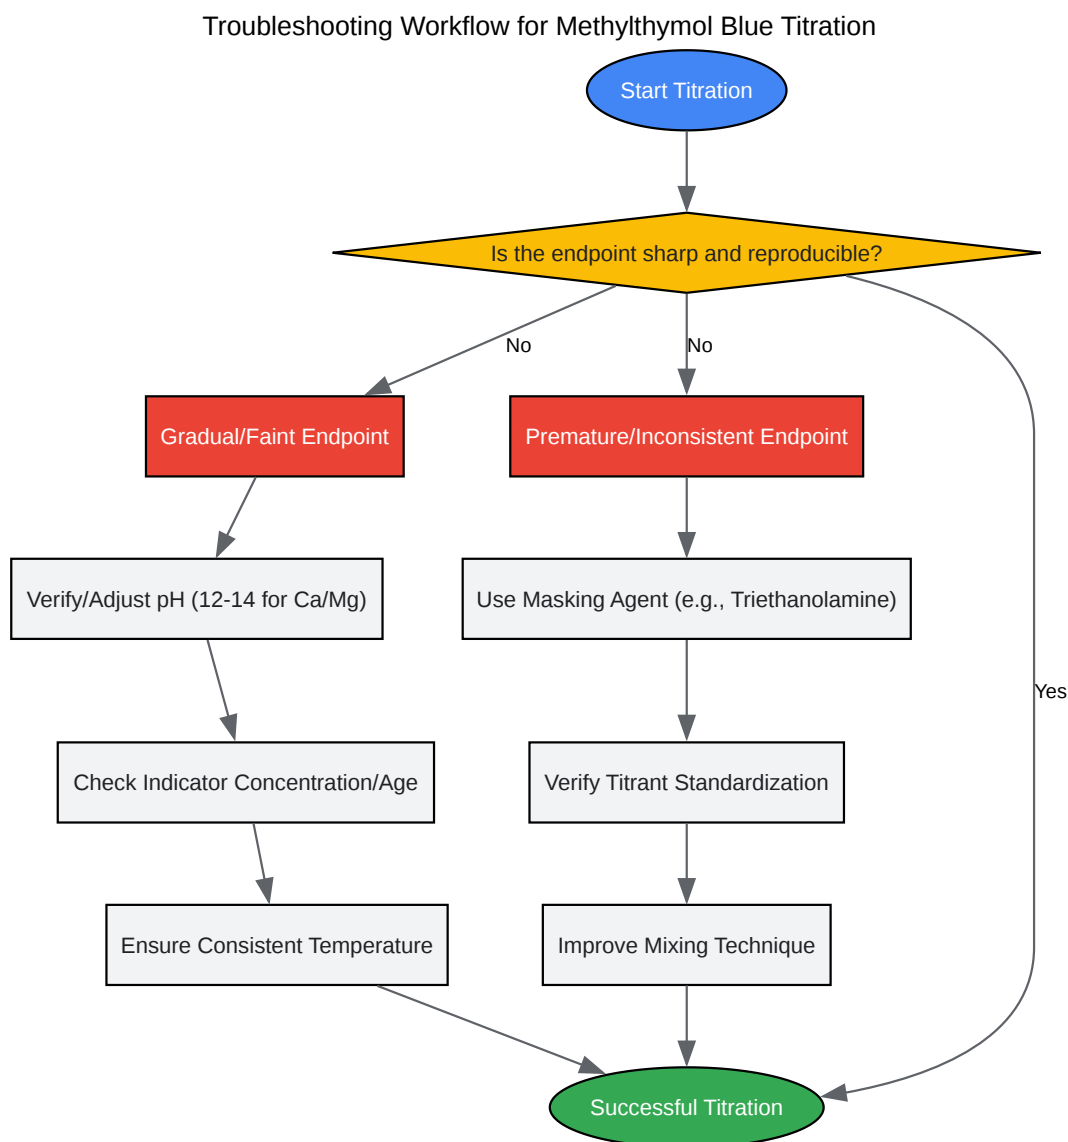 Troubleshooting Workflow for Methylthymol Blue Titration
Start Titration
Is the endpoint sharp and reproducible?
No
No
Gradual/Faint Endpoint
Premature/Inconsistent Endpoint
Verify/Adjust pH (12-14 for Ca/Mg)
Use Masking Agent (e.g., Triethanolamine)
Yes
Check Indicator Concentration/Age
Verify Titrant Standardization
Ensure Consistent Temperature
Improve Mixing Technique
Successful Titration